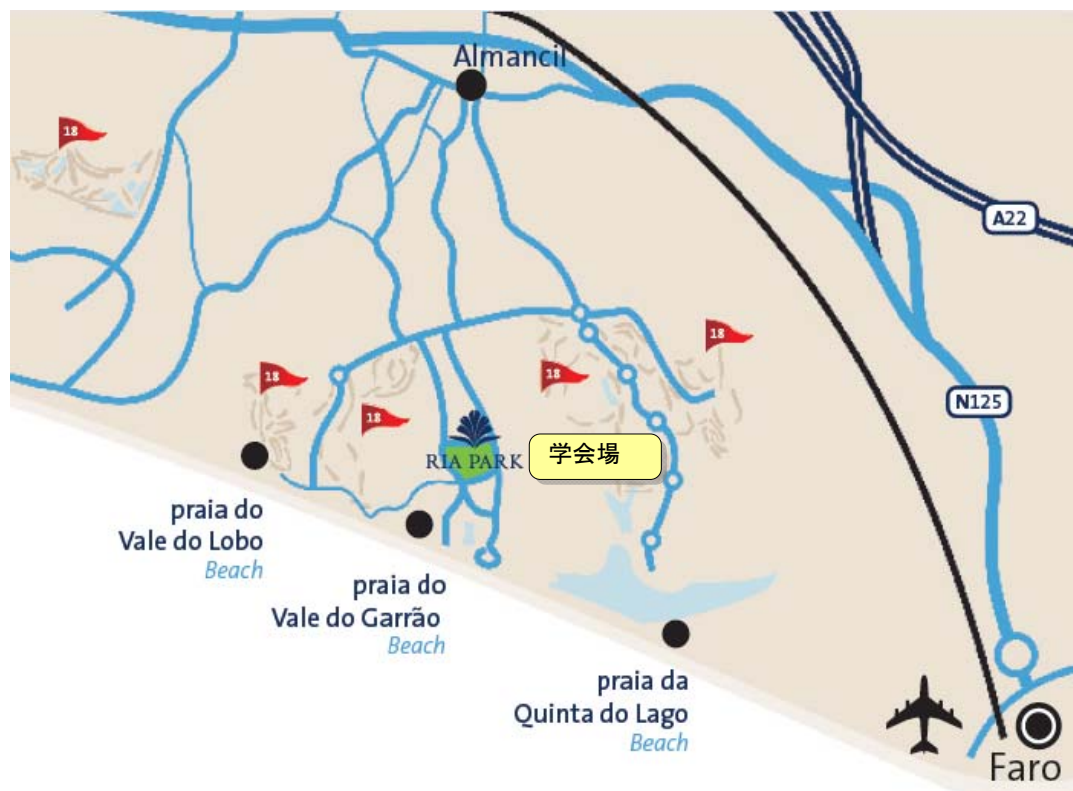 Almancil
18
A22
18
18
18
N125
18
RIA PARK
学会場
praia do
Vale do Lobo
Beach
praia do
Vale do Garrão
Beach
praia da
Quinta do Lago
Beach
Faro